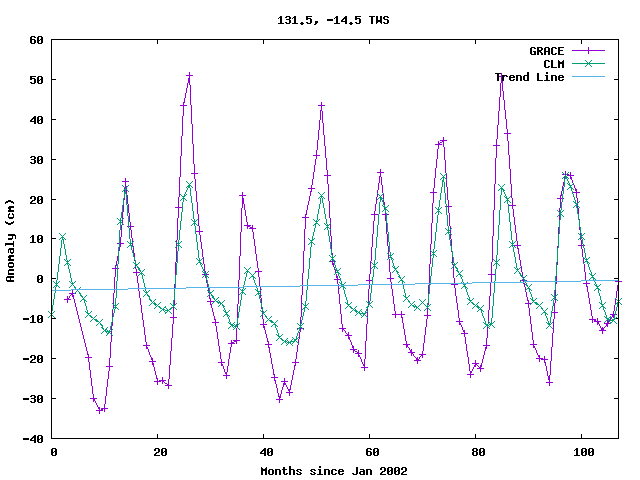 131.5, -14.5 TWS
60
50
40
30
20
10
0
-10
-20
-30
-40
Anomaly (cm)
GRACE
CLM
Trend Line
0 20 40 60 80 100
Months since Jan 2002